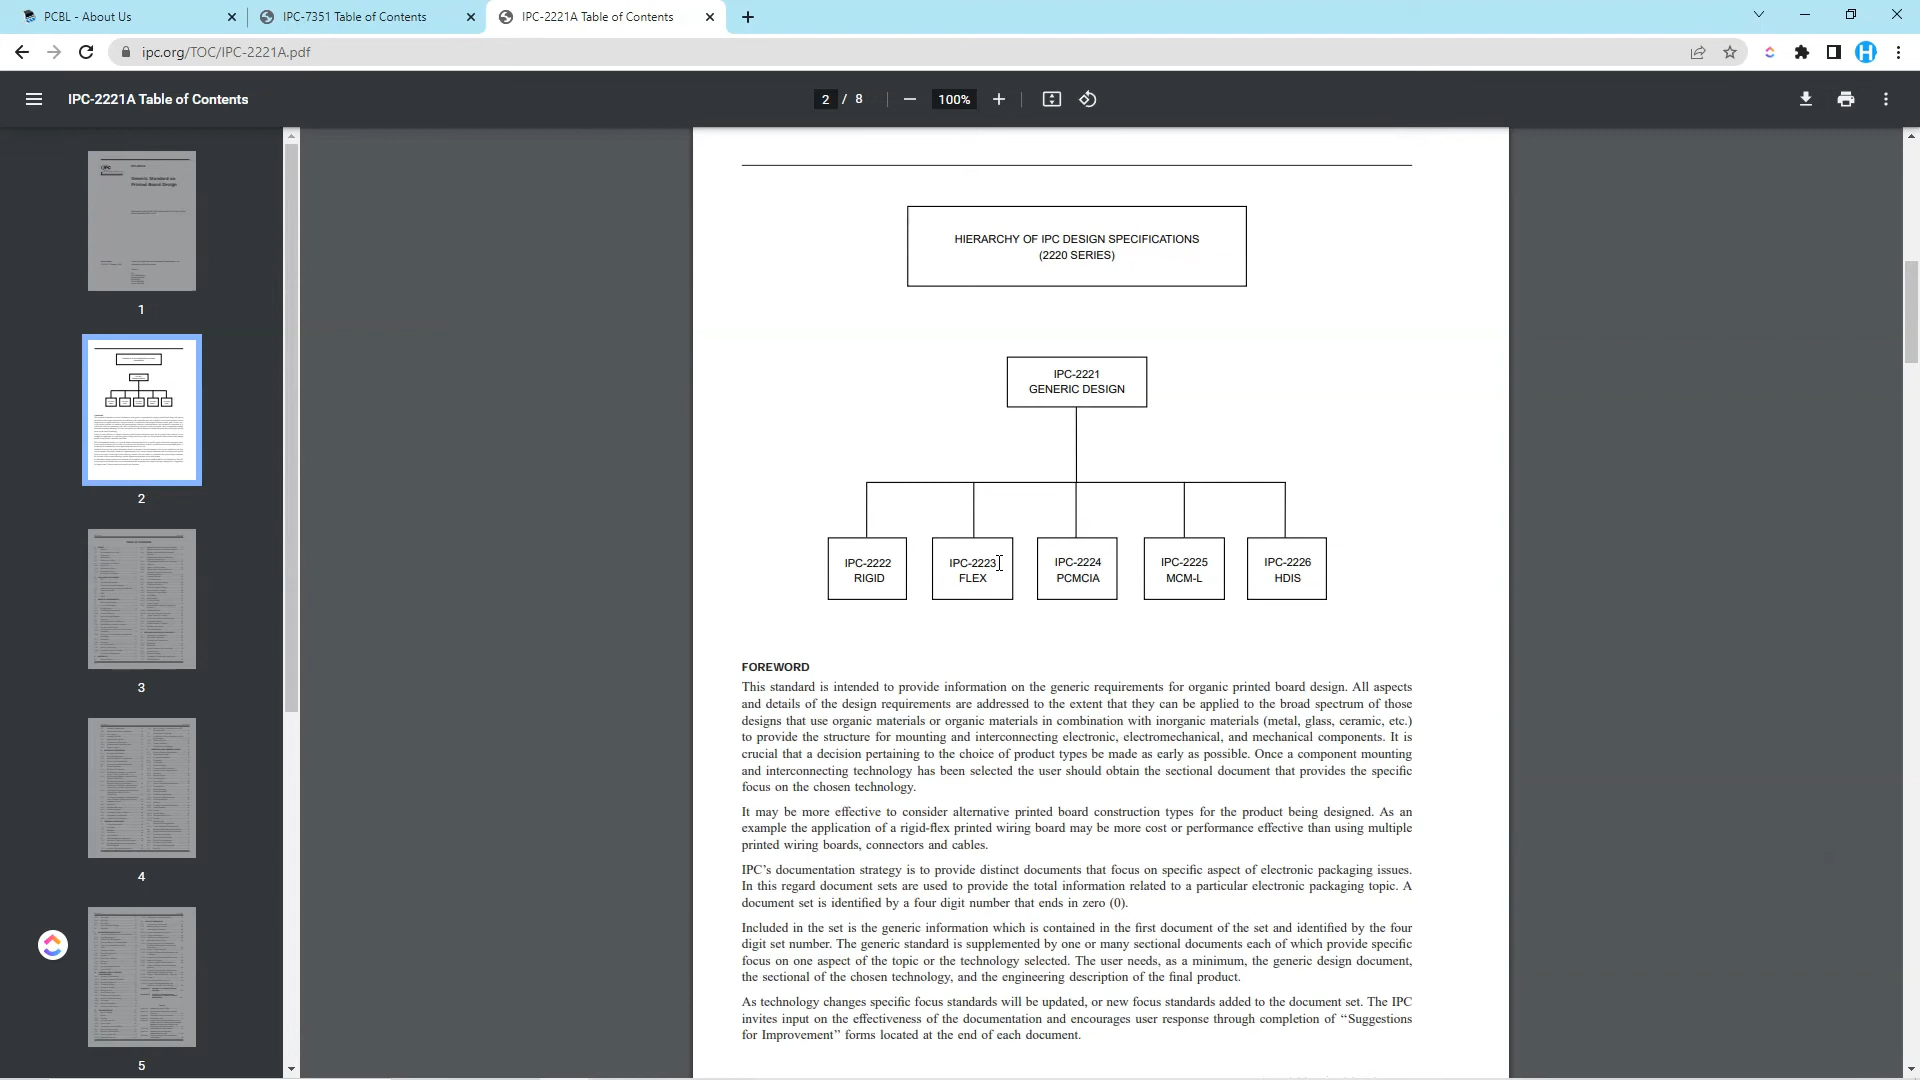 PCBL - About Us
IPC-7351 Table of Contents
IPC-2221A Table of Contents
ipc.org/TOC/IPC-2221A.pdf
H
IPC-2221A Table of Contents
2 / 8
100%
1
2
3
4
5
HIERARCHY OF IPC DESIGN SPECIFICATIONS
(2220 SERIES)
IPC-2221
GENERIC DESIGN
IPC-2222
RIGID
IPC-2223
FLEX
IPC-2224
PCMCIA
IPC-2225
MCM-L
IPC-2226
HDIS
FOREWORD
This standard is intended to provide information on the generic requirements for organic printed board design. All aspects
and details of the design requirements are addressed to the extent that they can be applied to the broad spectrum of those
designs that use organic materials or organic materials in combination with inorganic materials (metal, glass, ceramic, etc.)
to provide the structure for mounting and interconnecting electronic, electromechanical, and mechanical components. It is
crucial that a decision pertaining to the choice of product types be made as early as possible. Once a component mounting
and interconnecting technology has been selected the user should obtain the sectional document that provides the specific
focus on the chosen technology.
It may be more effective to consider alternative printed board construction types for the product being designed. As an
example the application of a rigid-flex printed wiring board may be more cost or performance effective than using multiple
printed wiring boards, connectors and cables.
IPC's documentation strategy is to provide distinct documents that focus on specific aspect of electronic packaging issues.
In this regard document sets are used to provide the total information related to a particular electronic packaging topic. A
document set is identified by a four digit number that ends in zero (0).
Included in the set is the generic information which is contained in the first document of the set and identified by the four
digit set number. The generic standard is supplemented by one or many sectional documents each of which provide specific
focus on one aspect of the topic or the technology selected. The user needs, as a minimum, the generic design document,
the sectional of the chosen technology, and the engineering description of the final product.
As technology changes specific focus standards will be updated, or new focus standards added to the document set. The IPC
invites input on the effectiveness of the documentation and encourages user response through completion of ‘‘Suggestions
for Improvement’’ forms located at the end of each document.